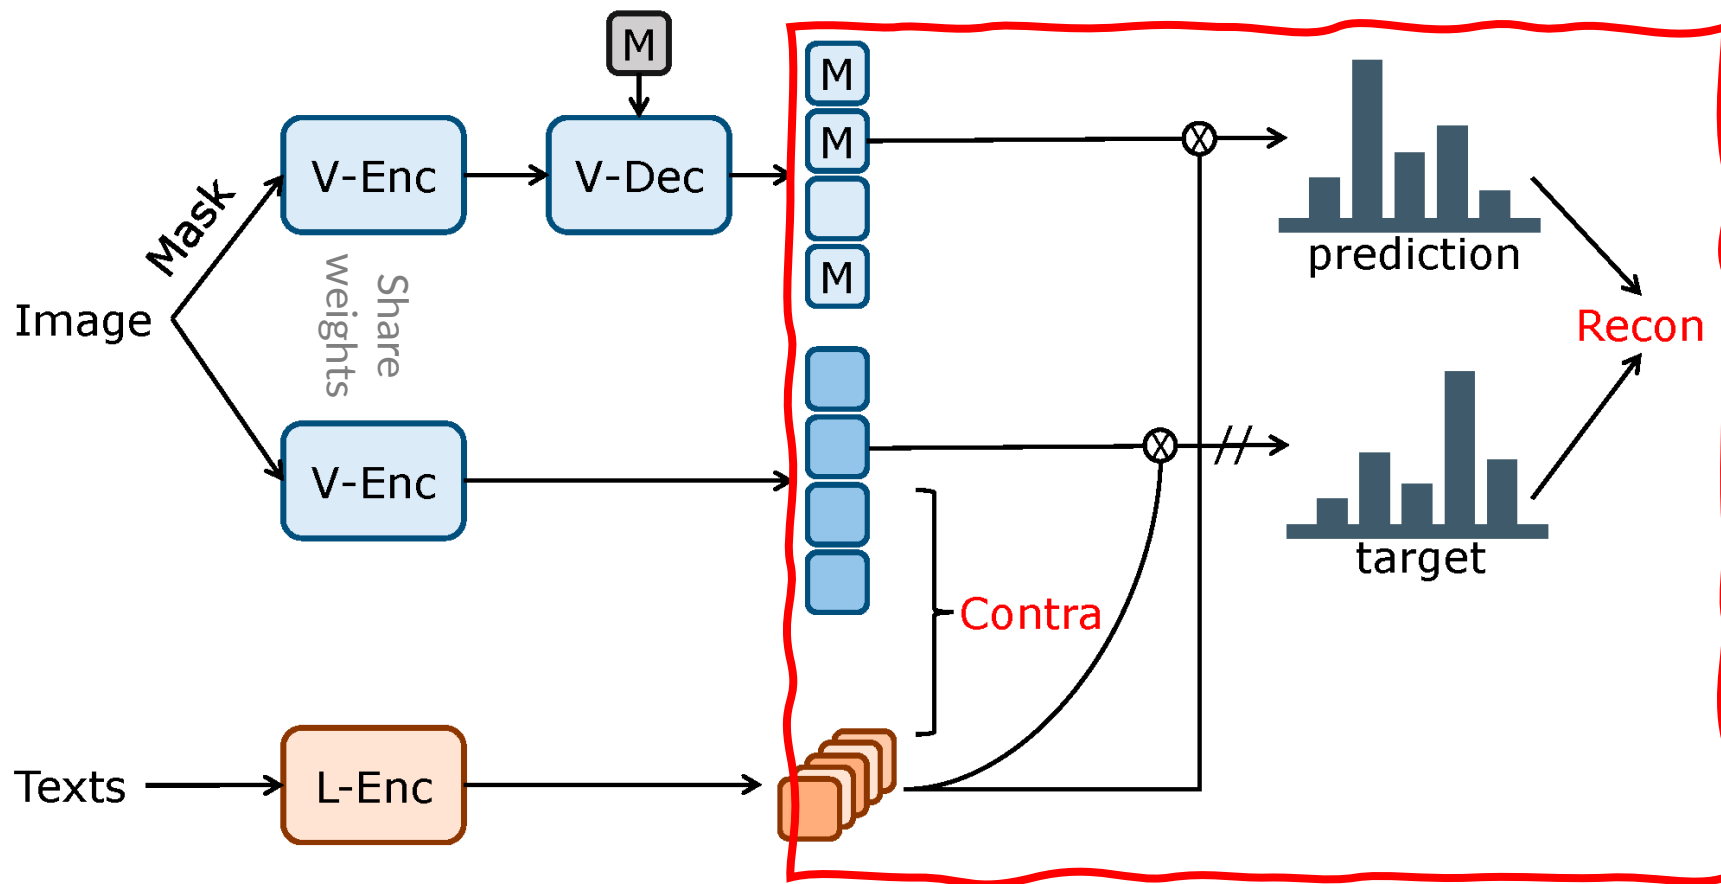 M
M
V-Enc
V-Dec
M
Mask
prediction
M
Share
weights
Image
Recon
V-Enc
target
Contra
Texts
L-Enc